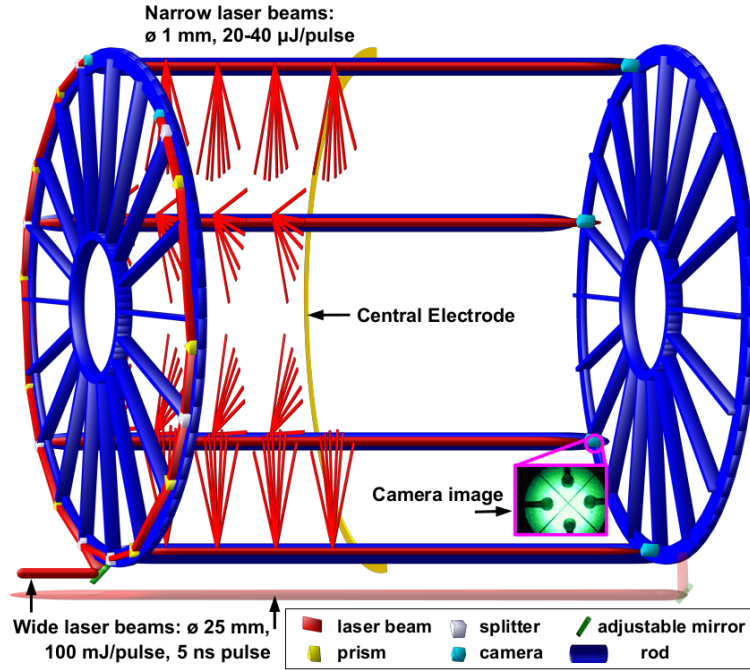 Narrow laser beams:
ø 1 mm, 20-40 µJ/pulse
Central Electrode
Camera image
Wide laser beams: ø 25 mm,
100 mJ/pulse, 5 ns pulse
laser beam
splitter
adjustable mirror
prism
camera
rod